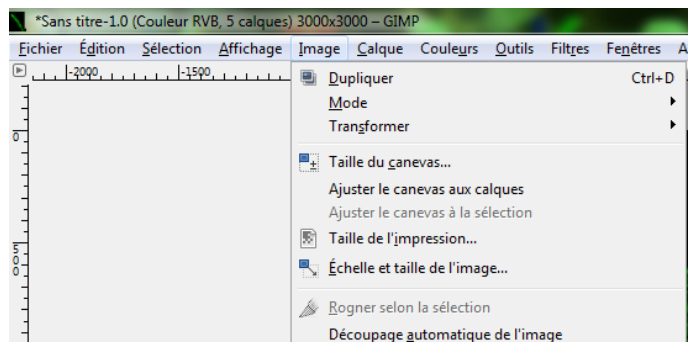 *Sans titre-1.0 (Couleur RVB, 5 calques) 3000x3000 – GIMP
Fichier Édition Sélection Affichage Image Calque Couleurs Outils Filtres Fenêtres A
-2000 -1500
Dupliquer Ctrl+D
Mode
Transformer
0
Taille du canevas...
Ajuster le canevas aux calques
Ajuster le canevas à la sélection
Taille de l'impression...
500
Échelle et taille de l'image...
Rogner selon la sélection
Découpage automatique de l'image